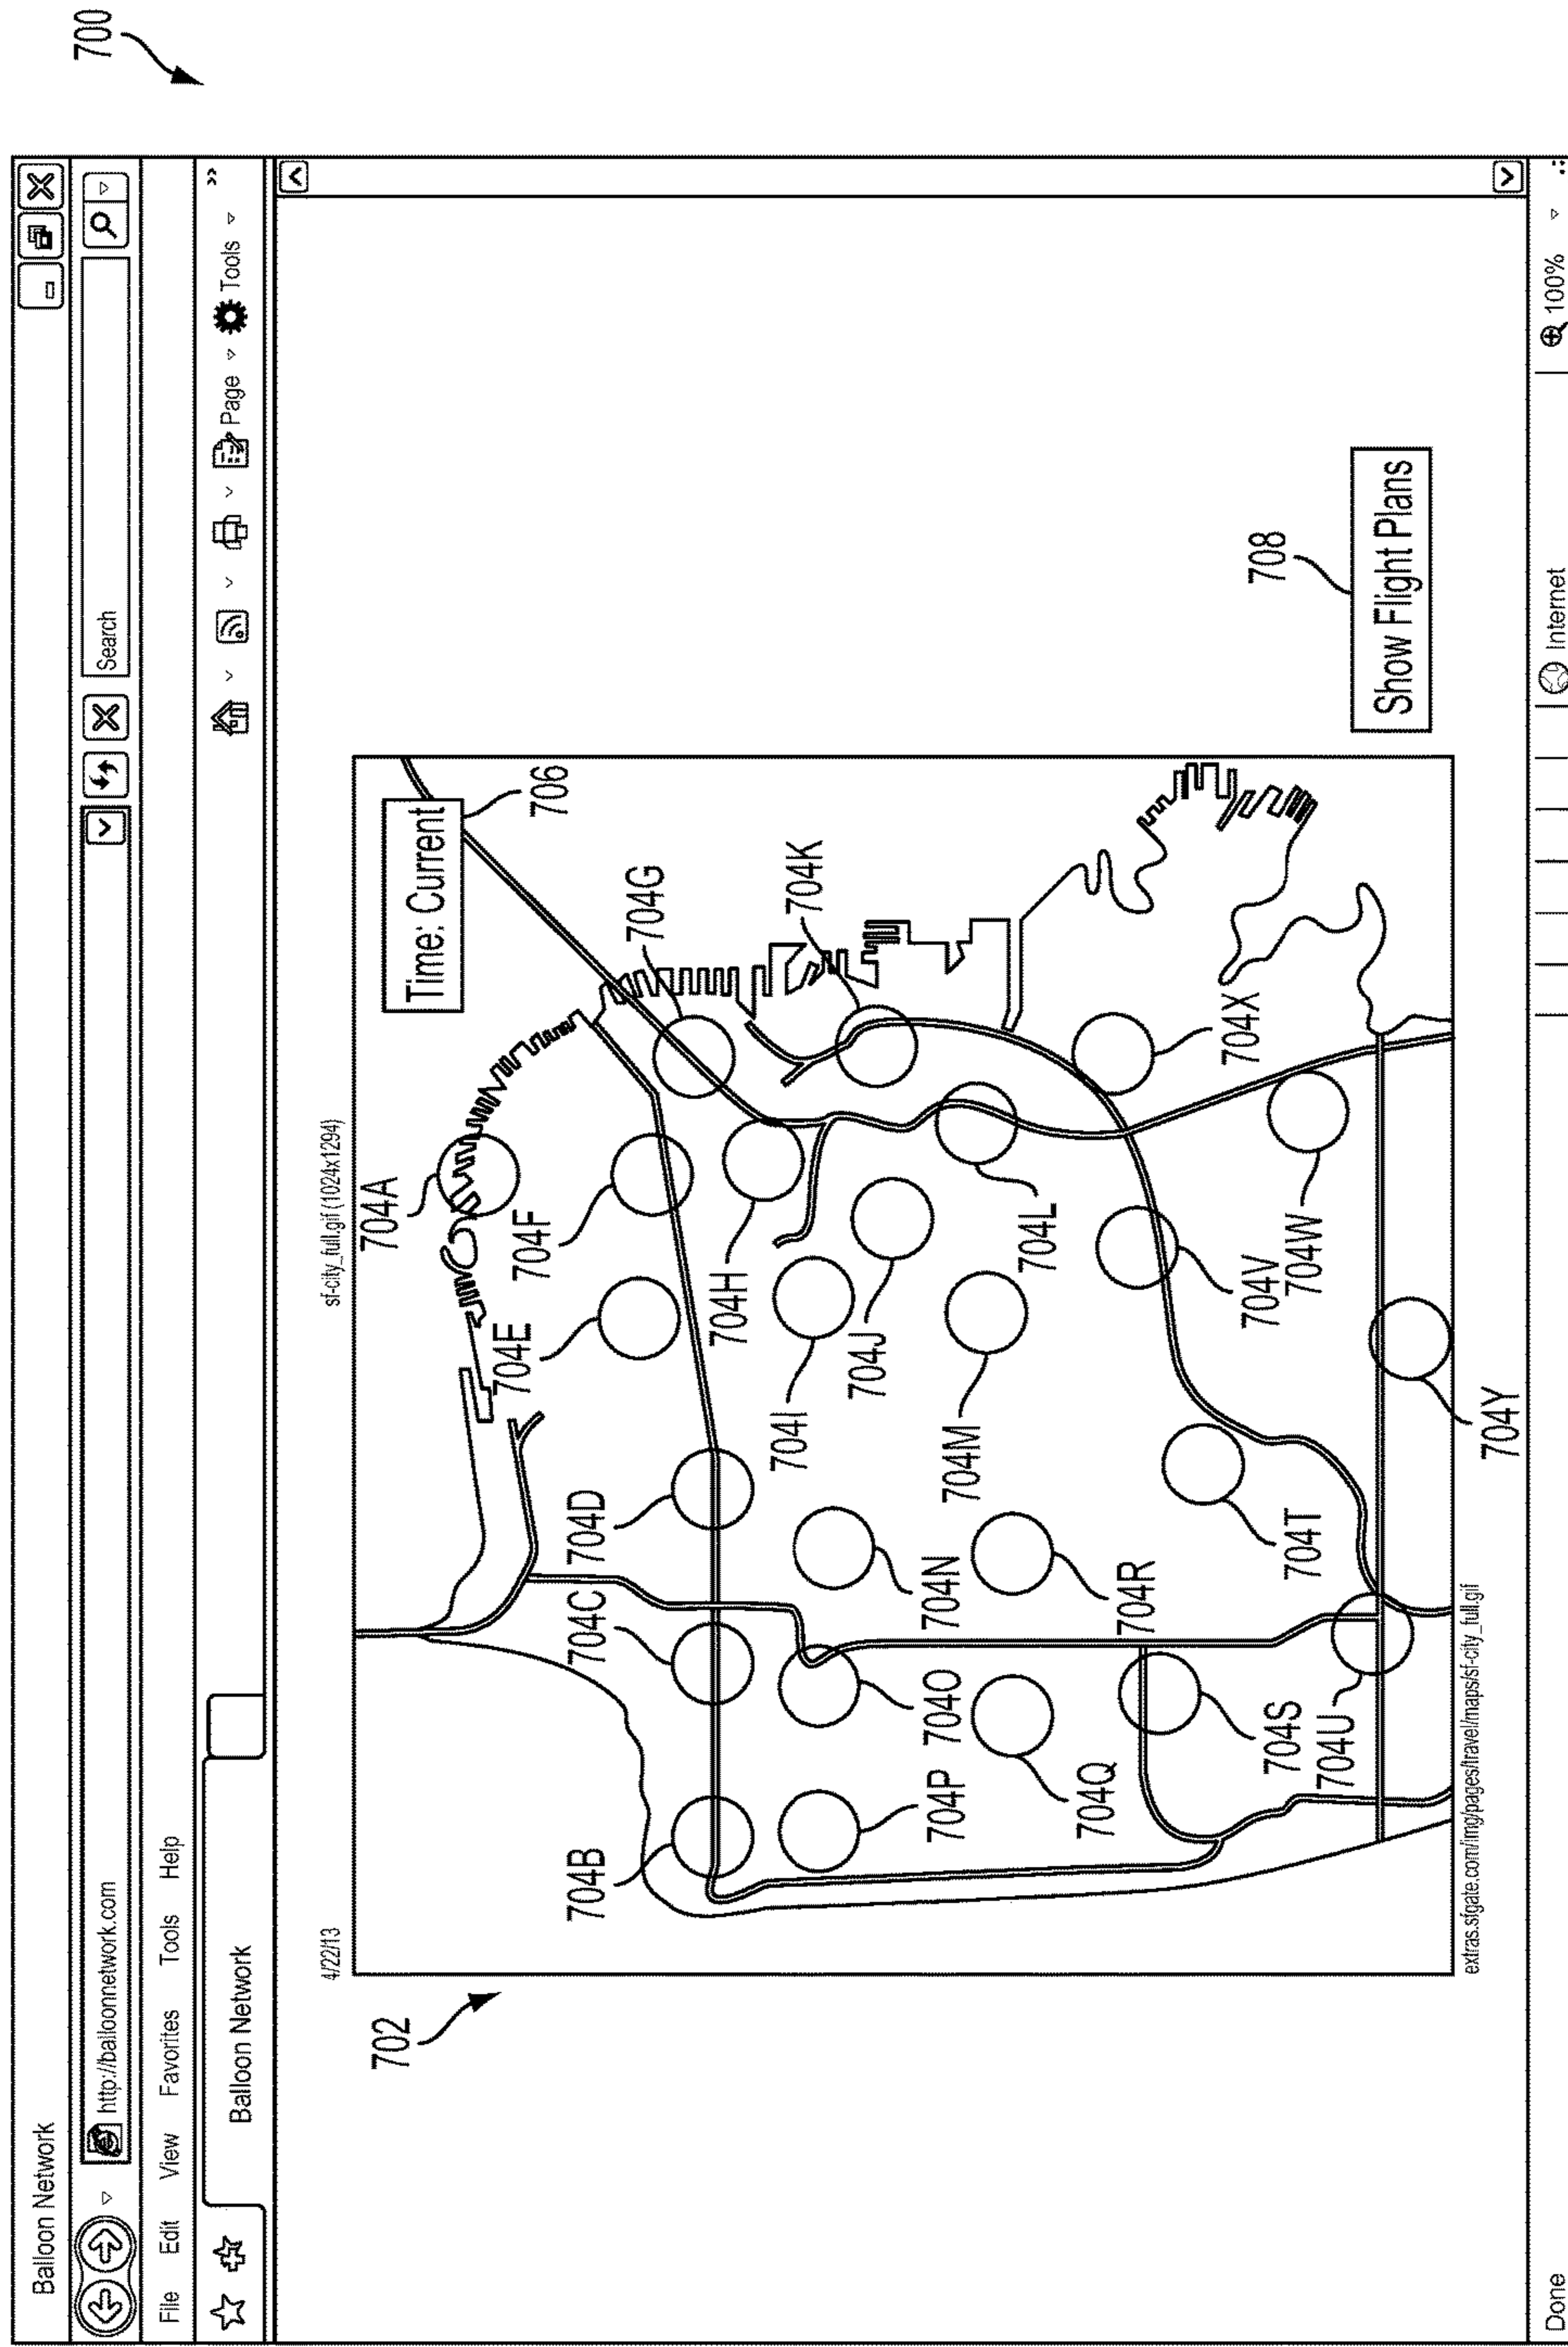 700
Balloon Network
http://balloonnetwork.com
Search
File Edit View Favorites Tools Help
Balloon Network
Page Tools »
702
4/22/13
sf-city_full.gif (1024x1294)
Time: Current
706
704A
704B
704C
704D
704E
704F
704G
704H
704I
704J
704K
704L
704M
704N
704O
704P
704Q
704R
704S
704T
704U
704V
704W
704X
704Y
extras.sfgate.com/img/pages/travel/maps/sf-city_full.gif
708
Show Flight Plans
Done
Internet
100%